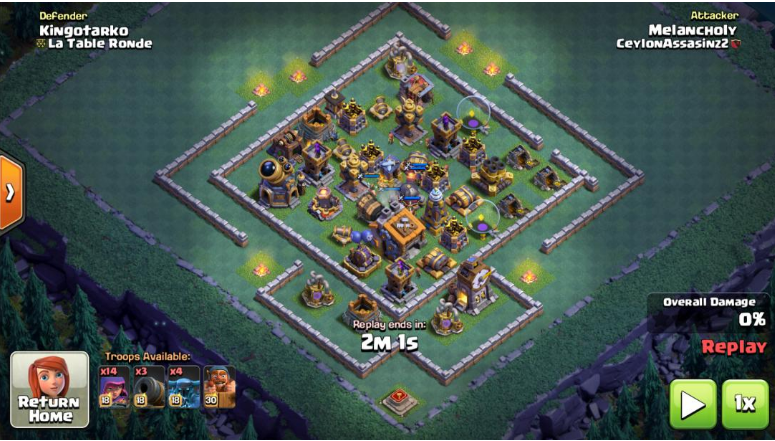 Defender
Kingotarko
La Table Ronde
Attacker
Melancholy
CeylonAssasinz2
Replay ends in:
2M 1s
Overall Damage
0%
Replay
Troops Available:
x14
x3
x4
18
18
18
30
Return
Home
1x